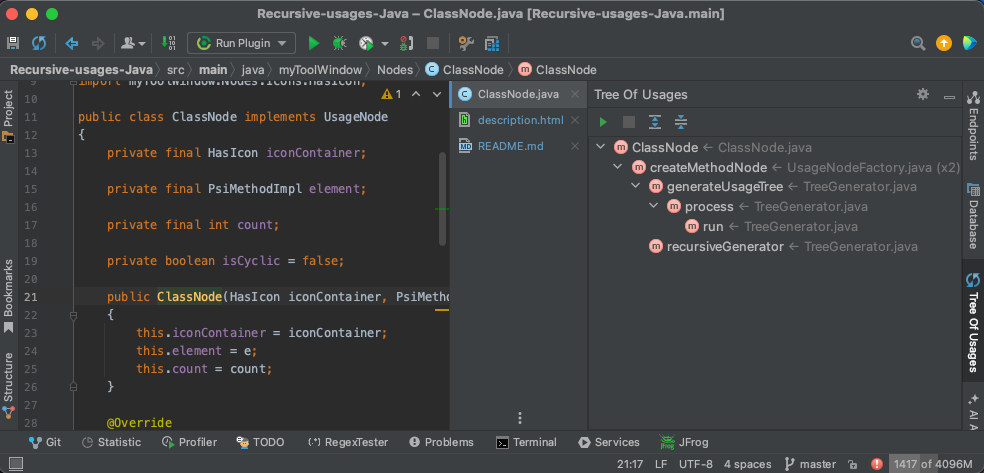 Recursive-usages-Java – ClassNode.java [Recursive-usages-Java.main]
Run Plugin
Recursive-usages-Java 〉 src 〉 main 〉 java 〉 myToolWindow 〉 Nodes 〉 ClassNode 〉 ClassNode
Project
Bookmarks
Structure
9 import myToolWindow.Nodes.Icons.HasIcon;
10
11 public class ClassNode implements UsageNode
12 {
13 private final HasIcon iconContainer;
14
15 private final PsiMethodImpl element;
16
17 private final int count;
18
19 private boolean isCyclic = false;
20
21 public ClassNode(HasIcon iconContainer, PsiMetho
22 {
23 this.iconContainer = iconContainer;
24 this.element = e;
25 this.count = count;
26 }
27
28 @Override
1
ClassNode.java
description.html
README.md
Tree Of Usages
ClassNode ← ClassNode.java
createMethodNode ← UsageNodeFactory.java (x2)
generateUsageTree ← TreeGenerator.java
process ← TreeGenerator.java
run ← TreeGenerator.java
recursiveGenerator ← TreeGenerator.java
Endpoints
Database
Tree Of Usages
AI A
Git Statistic Profiler TODO (.*) RegexTester Problems Terminal Services JFrog
21:17 LF UTF-8 4 spaces master 1417 of 4096M